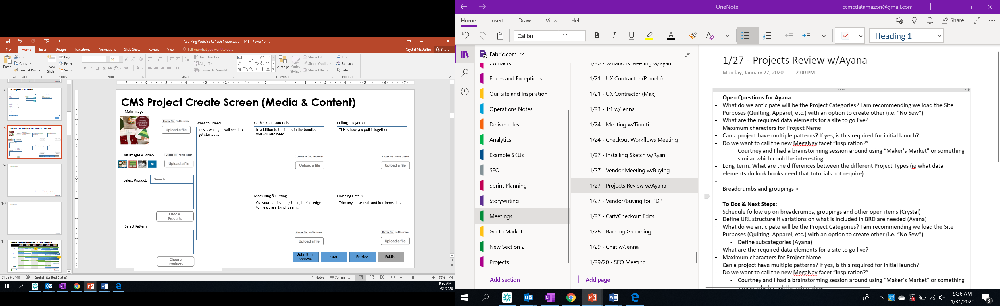 Working Website Refresh Presentation 1011 - PowerPoint
File Home Insert Design Transitions Animations Slide Show Review View Tell me what you want to do...
Crystal McDuffie Share
Paste
Cut
Copy
Format Painter
Clipboard
New
Slide
Layout
Reset
Section
Slides
14
B I U S abc AV Aa A
Font
Text Direction
Align Text
Convert to SmartArt
Paragraph
Arrange
Quick
Styles
Shape Fill
Shape Outline
Shape Effects
Drawing
Find
Replace
Select
Editing
7
CMS Project Create Screen
8
CMS Project Create Screen (Media & Content)
9
10
11
Website Upgrade: Remaining Q1 Sprint Schedule
CMS Project Create Screen (Media & Content)
Main Image
Holiday
Mini Blocks
Tutorial
Choose file No file chosen
Upload a file
Alt Images & Video
Choose file No file chosen
Upload a file
Select Products
Search
Choose
Products
Select Pattern
Choose
Products
What You Need
This is what you will need to
get started....
Gather Your Materials
In addition to the items in the bundle,
you will also need...
Choose file No file chosen
Upload a file
Pulling it Together
This is how you pull it together
Choose file No file chosen
Upload a file
Measuring & Cutting
Cut your fabrics along the right-side edge
to measure a 1-inch seam...
Choose file No file chosen
Upload a file
Finishing Details
Trim any loose ends and iron hems flat...
Choose file No file chosen
Upload a file
Submit for
Approval
Save
Preview
Publish
Slide 8 of 40 English (United States)
Notes Comments 73%
9:36 AM
1/31/2020
OneNote
ccmcdatamazon@gmail.com
Home Insert Draw View Help
Share
Calibri 11 B I U A Heading 1
Fabric.com
Contacts
Errors and Exceptions
Our Site and Inspiration
Operations Notes
Deliverables
Analytics
Example SKUs
SEO
Sprint Planning
Storywriting
Meetings
Go To Market
New Section 2
Projects
Add section
1/20 - Variations Meeting w/Ryan
1/21 - UX Contractor (Pamela)
1/21 - UX Contractor (Max)
1/23 - 1:1 w/Jenna
1/24 - Meeting w/Tinuiti
1/24 - Checkout Workflows Meeting
1/27 - Installing Sketch w/Ryan
1/27 - Vendor Meeting w/Buying
1/27 - Projects Review w/Ayana
1/27 - Vendor/Buying for PDP
1/27 - Cart/Checkout Edits
1/28 - Backlog Grooming
1/29 - Chat w/Jenna
1/29/20 - SEO Meeting
Add page
1/27 - Projects Review w/Ayana
Monday, January 27, 2020 2:00 PM
Open Questions for Ayana:
- What do we anticipate will be the Project Categories? I am recommending we load the Site
Purposes (Quilting, Apparel, etc.) with an option to create other (i.e. “No Sew”)
- What are the required data elements for a site to go live?
- Maximum characters for Project Name
- Can a project have multiple patterns? If yes, is this required for initial launch?
- Do we want to call the new MegaNav facet “Inspiration?”
- Courtney and I had a brainstorming session around using “Maker’s Market” or something
similar which could be interesting
- Long-term: What are the differences between the different Project Types (ie what data
elements do look books need that tutorials not require)
-
Breadcrumbs and groupings >
To Dos & Next Steps:
- Schedule follow up on breadcrumbs, groupings and other open items (Crystal)
- Define URL structure if variations on what is included in BRD are needed (Ayana)
- What do we anticipate will be the Project Categories? I am recommending we load the Site
Purposes (Quilting, Apparel, etc.) with an option to create other (i.e. “No Sew”)
- Define subcategories (Ayana)
- What are the required data elements for a site to go live?
- Maximum characters for Project Name
- Can a project have multiple patterns? If yes, is this required for initial launch?
- Do we want to call the new MegaNav facet “Inspiration?”
- Courtney and I had a brainstorming session around using “Maker’s Market” or something
similar which could be interesting
9:36 AM
1/31/2020
3